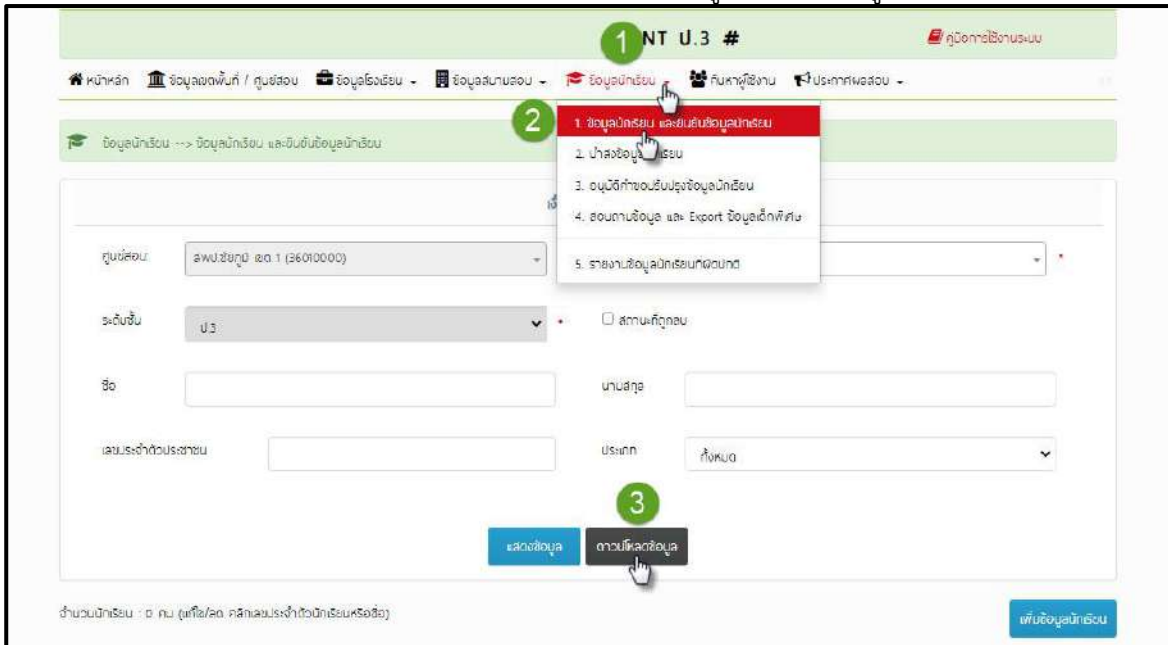 1 NT ป.3 # คู่มือการใช้งานระบบ
หน้าหลัก ข้อมูลเขตพื้นที่ / ศูนย์สอบ ข้อมูลโรงเรียน ข้อมูลสนามสอบ ข้อมูลนักเรียน ค้นหาผู้ใช้งาน ประกาศผลสอบ
2 1. ข้อมูลนักเรียน และยืนยันข้อมูลนักเรียน
ข้อมูลนักเรียน --> ข้อมูลนักเรียน และยืนยันข้อมูลนักเรียน
2. นำส่งข้อมูล
3. อนุมัติคำขอปรับปรุงข้อมูลนักเรียน
4. สอบถามข้อมูล และ Export ข้อมูลเด็กพิเศษ
5. รายงานข้อมูลนักเรียนที่ผิดปกติ
ศูนย์สอบ: สพป.ชัยภูมิ เขต 1 (36010000) *
ระดับชั้น ป.3 * สถานะที่ถูกลบ
ชื่อ นามสกุล
เลขประจำตัวประชาชน ประเภท ทั้งหมด
3
แสดงข้อมูล ดาวน์โหลดข้อมูล
จำนวนนักเรียน : 0 คน (แก้ไข/ลด คลิกเลขประจำตัวนักเรียนหรือชื่อ)
เพิ่มข้อมูลนักเรียน